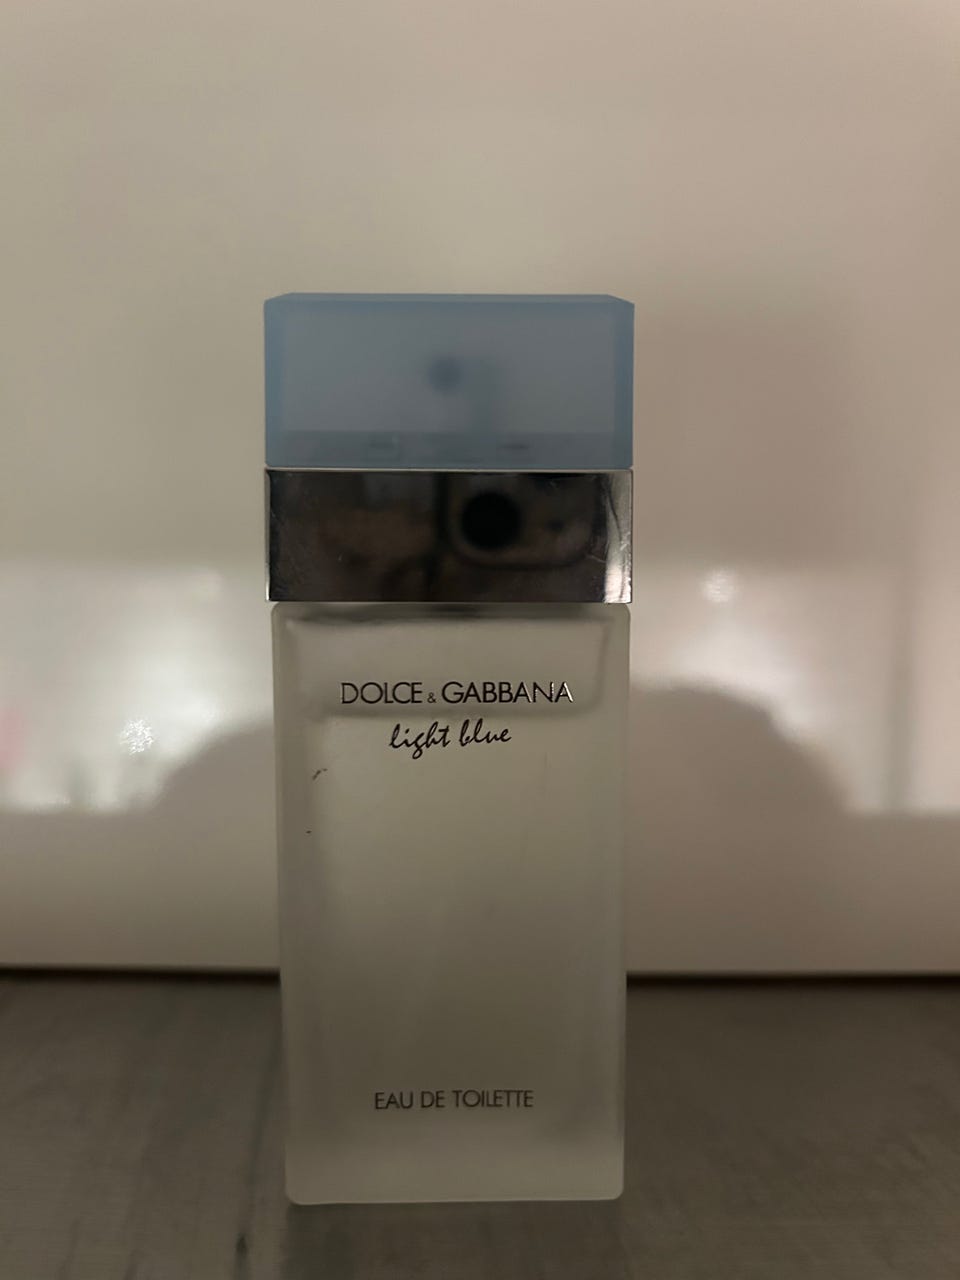 DOLCE & GABBANA
light blue
EAU DE TOILETTE